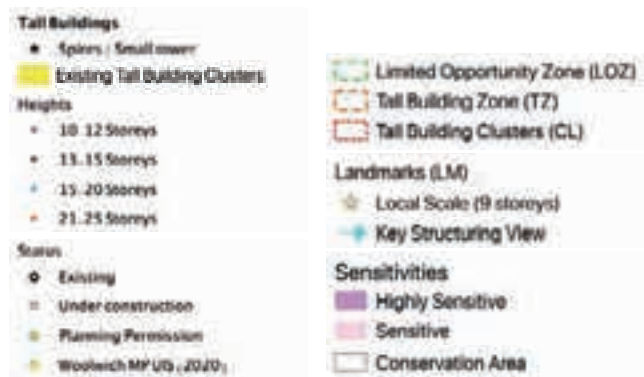 Tall Buildings
Spires / Small tower
Existing Tall Building Clusters
Heights
10-12 Storeys
13-15 Storeys
15-20 Storeys
21-25 Storeys
Status
Existing
Under construction
Planning Permission
Woolwich (2020)
Limited Opportunity Zone (LOZ)
Tall Building Zone (TZ)
Tall Building Clusters (CL)
Landmarks (LM)
Local Scale (9 storeys)
Key Structuring View
Sensitivities
Highly Sensitive
Sensitive
Conservation Area